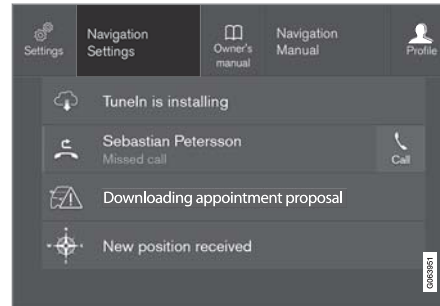 Settings
Navigation
Settings
Owner's
manual
Navigation
Manual
Profile
TuneIn is installing
Sebastian Petersson
Missed call
Call
Downloading appointment proposal
New position received
G063951